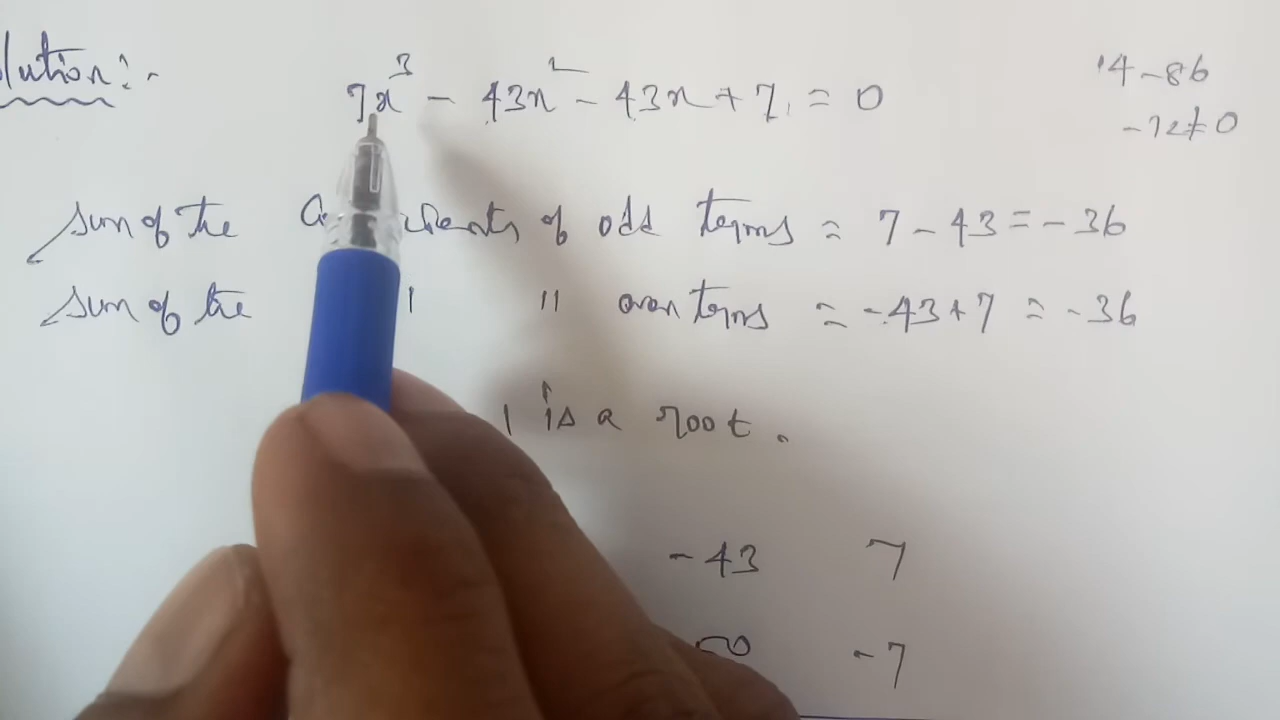 lution:-
7x³ - 43x² - 43x + 7 = 0
14-86
-72≠0
Sum of the of odd terms = 7-43 = -36
Sum of the " even terms = -43+7 = -36
1 is a root.
-43 7
50 -7